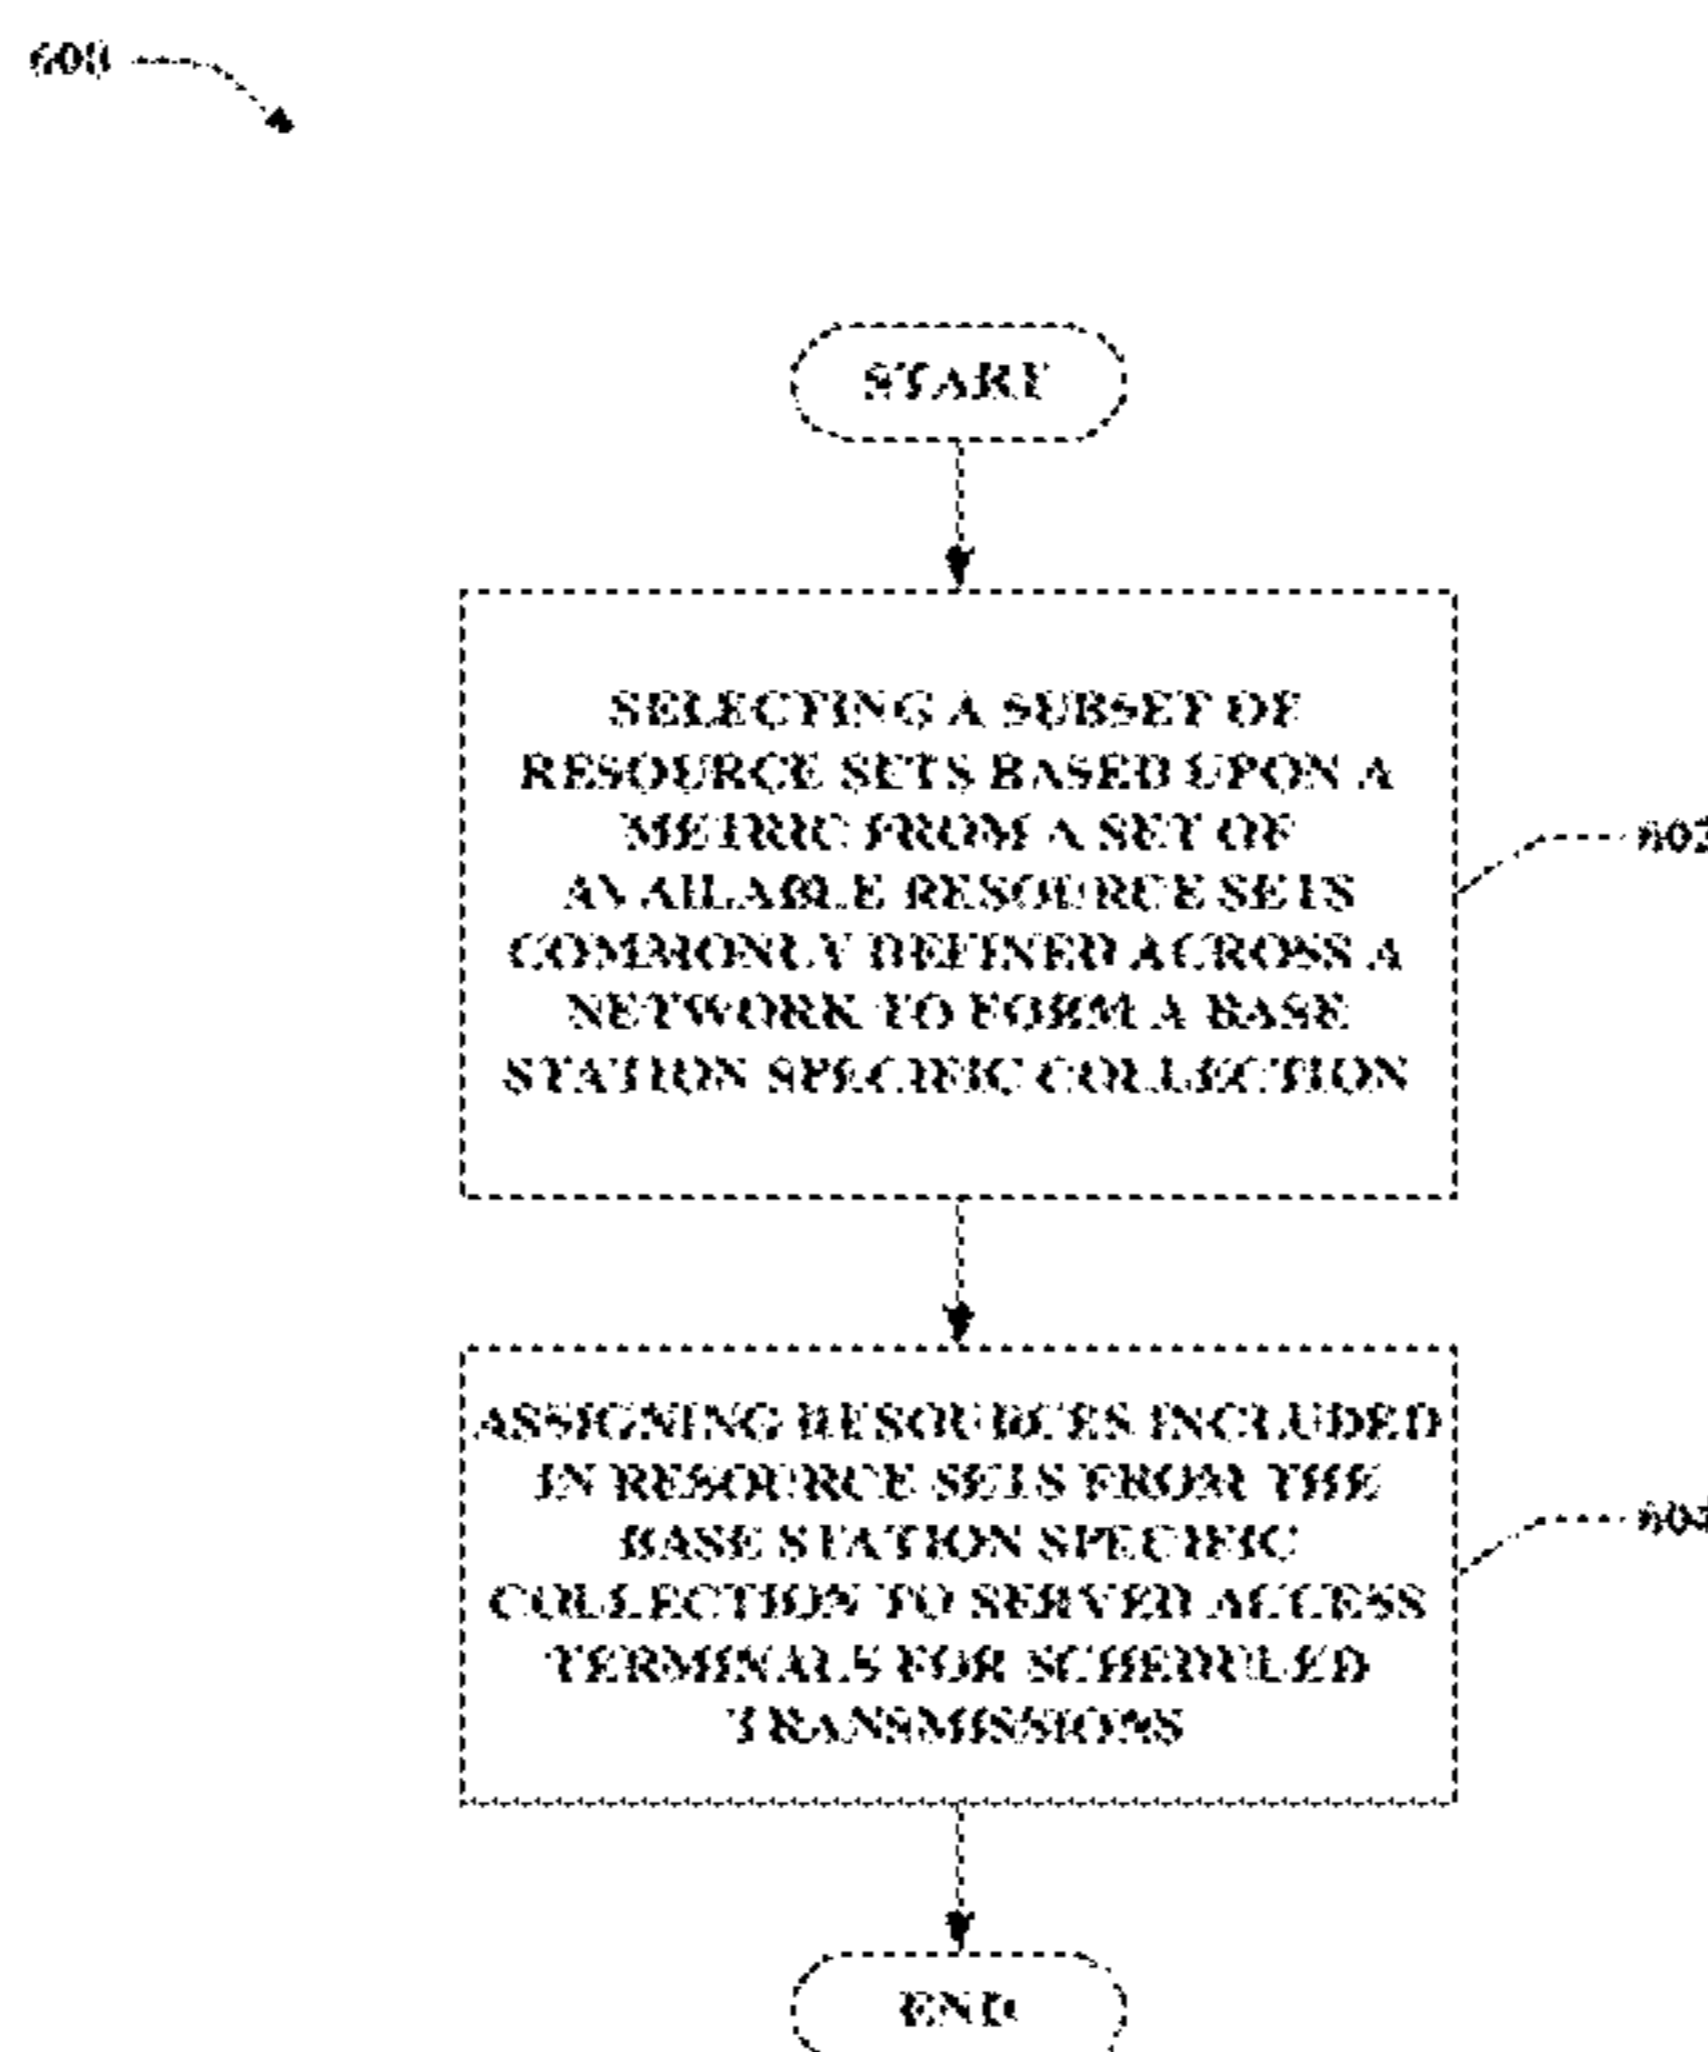 600
START
SELECTING A SUBSET OF
RESOURCE SETS BASED UPON A
METRIC FROM A SET OF
AVAILABLE RESOURCE SETS
COMMONLY DEFINED ACROSS A
NETWORK TO FORM A BASE
STATION SPECIFIC COLLECTION
602
ASSIGNING RESOURCES INCLUDED
IN RESOURCE SETS FROM THE
BASE STATION SPECIFIC
COLLECTION TO SERVED ACCESS
TERMINALS FOR SCHEDULED
TRANSMISSIONS
604
END